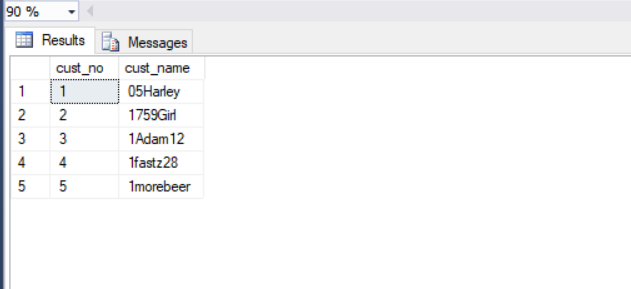 90 %
Results Messages
cust_no cust_name
1 1 05Harley
2 2 1759Girl
3 3 1Adam12
4 4 1fastz28
5 5 1morebeer